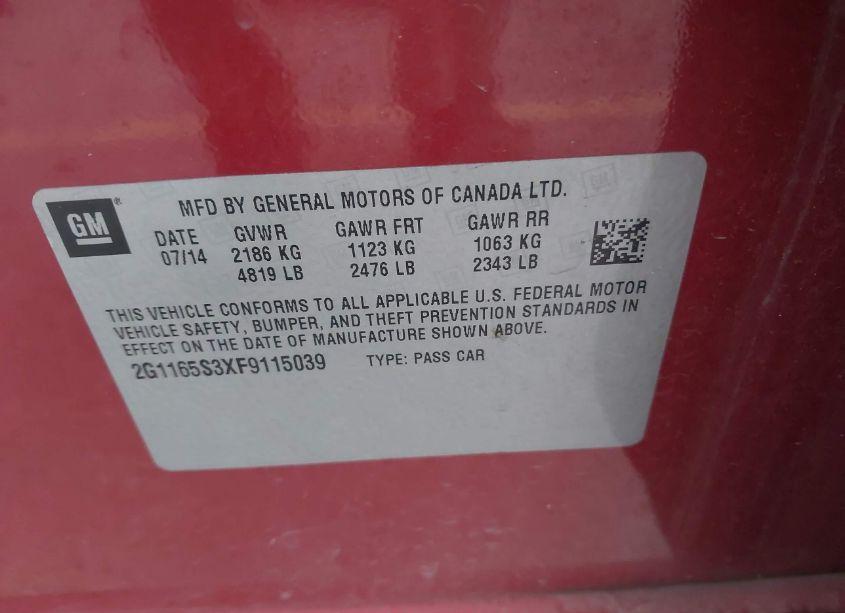 GM®
MFD BY GENERAL MOTORS OF CANADA LTD.
DATE GVWR GAWR FRT GAWR RR
07/14 2186 KG 1123 KG 1063 KG
4819 LB 2476 LB 2343 LB
THIS VEHICLE CONFORMS TO ALL APPLICABLE U.S. FEDERAL MOTOR
VEHICLE SAFETY, BUMPER, AND THEFT PREVENTION STANDARDS IN
EFFECT ON THE DATE OF MANUFACTURE SHOWN ABOVE.
2G1165S3XF9115039 TYPE: PASS CAR